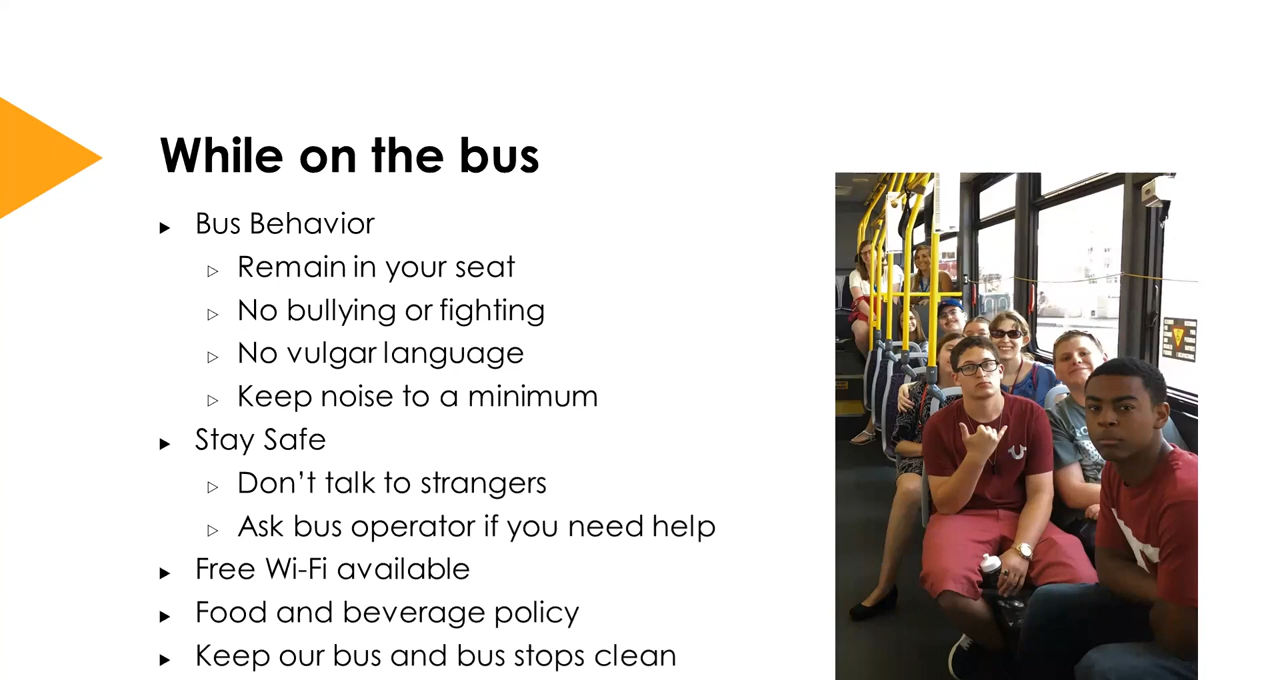 While on the bus
Bus Behavior
Remain in your seat
No bullying or fighting
No vulgar language
Keep noise to a minimum
Stay Safe
Don’t talk to strangers
Ask bus operator if you need help
Free Wi-Fi available
Food and beverage policy
Keep our bus and bus stops clean